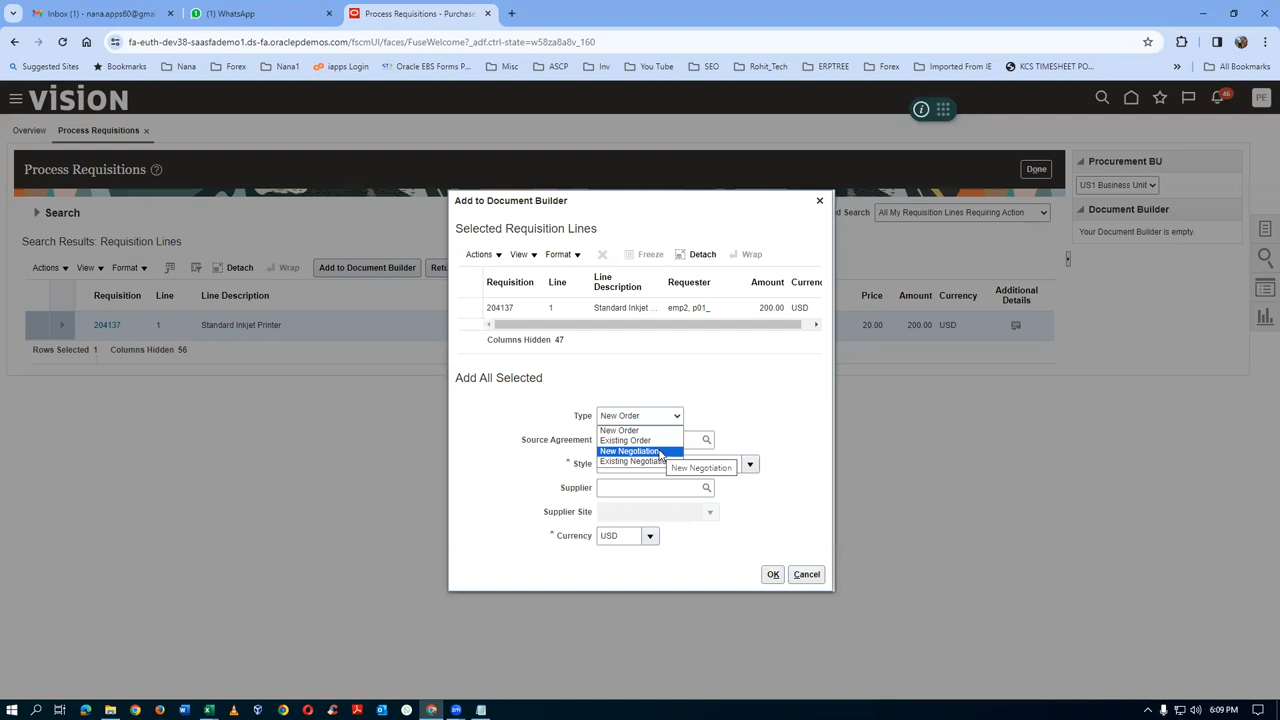 Inbox (10) - nana.apps60@gmai
(1) WhatsApp
Process Requisitions - Purchase
fa-euth-dev38-saasfademo1.ds-fa.oraclepdemos.com/fscmUI/faces/FuseWelcome?_adf.ctrl-state=w58za8a8v_160
Suggested Sites
Bookmarks
Nana
Forex
Nana1
iapps Login
Oracle EBS Forms P...
Misc
ASCP
Inv
You Tube
SEO
Rohit_Tech
ERPTREE
Forex
Imported From IE
KCS TIMESHEET PO...
»
All Bookmarks
VISION
46
PE
Overview
Process Requisitions
Process Requisitions
Done
Search
d Search
All My Requisition Lines Requiring Action
Search Results: Requisition Lines
Actions
View
Format
Detach
Wrap
Add to Document Builder
Retu
Requisition
Line
Line Description
Price
Amount
Currency
Additional
Details
204137
1
Standard Inkjet Printer
20.00
200.00
USD
Rows Selected 1
Columns Hidden 56
Procurement BU
US1 Business Unit
Document Builder
Your Document Builder is empty.
Add to Document Builder
Selected Requisition Lines
Actions
View
Format
Freeze
Detach
Wrap
Requisition
Line
Line
Description
Requester
Amount
Currenc
204137
1
Standard Inkjet ...
emp2, p01_
200.00
USD
Columns Hidden 47
Add All Selected
Type
New Order
New Order
Existing Order
New Negotiation
Existing Negotiatio
New Negotiation
Source Agreement
* Style
Supplier
Supplier Site
* Currency
USD
OK
Cancel
6:09 PM